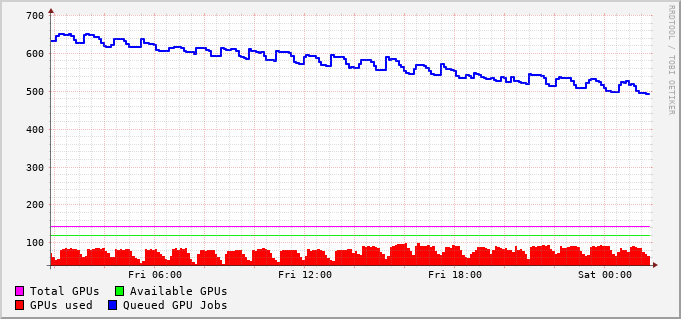 700
600
500
400
300
200
100
Fri 06:00 Fri 12:00 Fri 18:00 Sat 00:00
Total GPUs Available GPUs
GPUs used Queued GPU Jobs
RRDTOOL / TOBI OETIKER